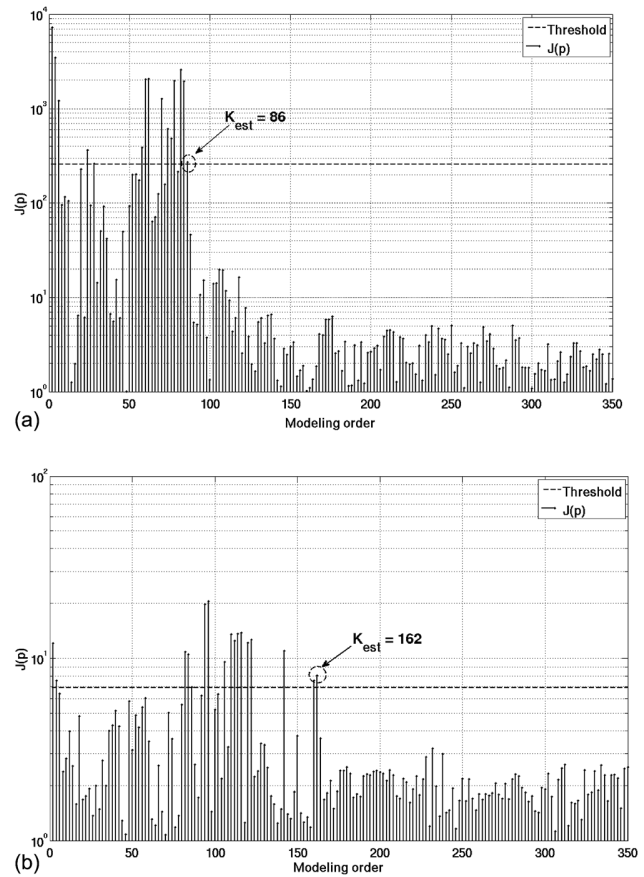 10^4
10^3
10^2
10^1
10^0
J(p)
Threshold
J(p)
K_est = 86
0 50 100 150 200 250 300 350
Modeling order
(a)
10^2
10^1
10^0
J(p)
Threshold
J(p)
K_est = 162
0 50 100 150 200 250 300 350
Modeling order
(b)